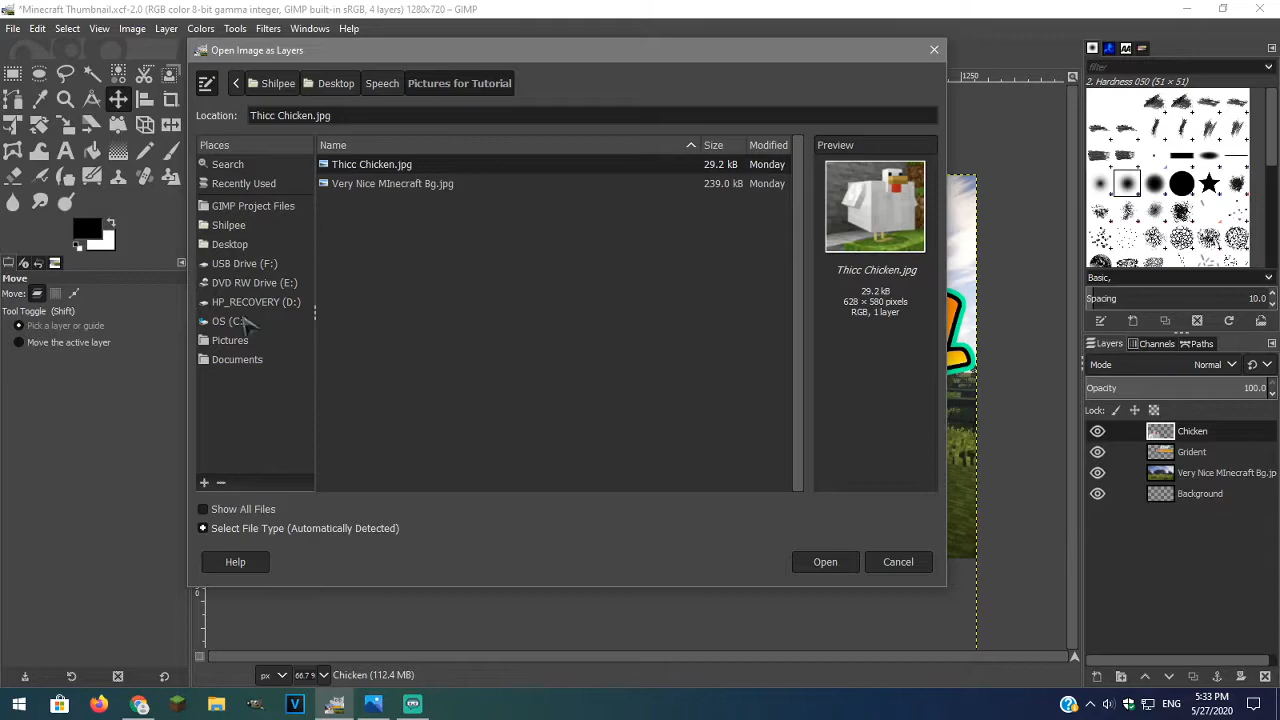 *Minecraft Thumbnail.xcf-2.0 (RGB color 8-bit gamma integer, GIMP built-in sRGB, 4 layers) 1280x720 – GIMP
File Edit Select View Image Layer Colors Tools Filters Windows Help
Open Image as Layers
Shilpee Desktop Speech Pictures for Tutorial
Location: Thicc Chicken.jpg
Places Name Size Modified Preview
Search Thicc Chicken.jpg 29.2 kB Monday
Recently Used Very Nice MInecraft Bg.jpg 239.0 kB Monday
GIMP Project Files
Shilpee
Desktop
USB Drive (F:)
DVD RW Drive (E:)
HP_RECOVERY (D:)
OS (C:)
Pictures
Documents
Thicc Chicken.jpg
29.2 kB
628 × 580 pixels
RGB, 1 layer
Show All Files
Select File Type (Automatically Detected)
Help Open Cancel
Move
Move:
Tool Toggle (Shift)
Pick a layer or guide
Move the active layer
1250
filter
2. Hardness 050 (51 × 51)
Basic,
Spacing 10.0
Layers Channels Paths
Mode Normal
Opacity 100.0
Lock:
Chicken
Grident
Very Nice MInecraft Bg.jp
Background
px 66.7 Chicken (112.4 MB)
ENG
5:33 PM
5/27/2020